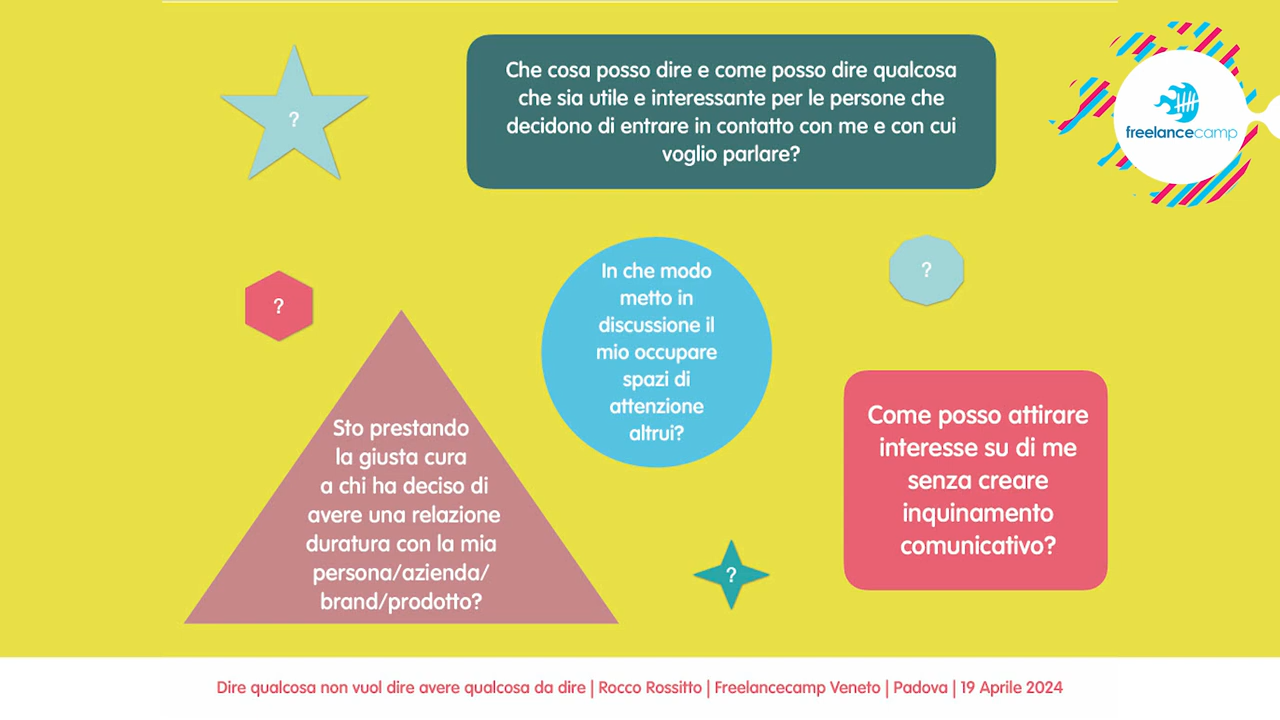 ?
Che cosa posso dire e come posso dire qualcosa
che sia utile e interessante per le persone che
decidono di entrare in contatto con me e con cui
voglio parlare?
freelancecamp
?
In che modo
metto in
discussione il
mio occupare
spazi di
attenzione
altrui?
?
Sto prestando
la giusta cura
a chi ha deciso di
avere una relazione
duratura con la mia
persona/azienda/
brand/prodotto?
Come posso attirare
interesse su di me
senza creare
inquinamento
comunicativo?
?
Dire qualcosa non vuol dire avere qualcosa da dire | Rocco Rossitto | Freelancecamp Veneto | Padova | 19 Aprile 2024